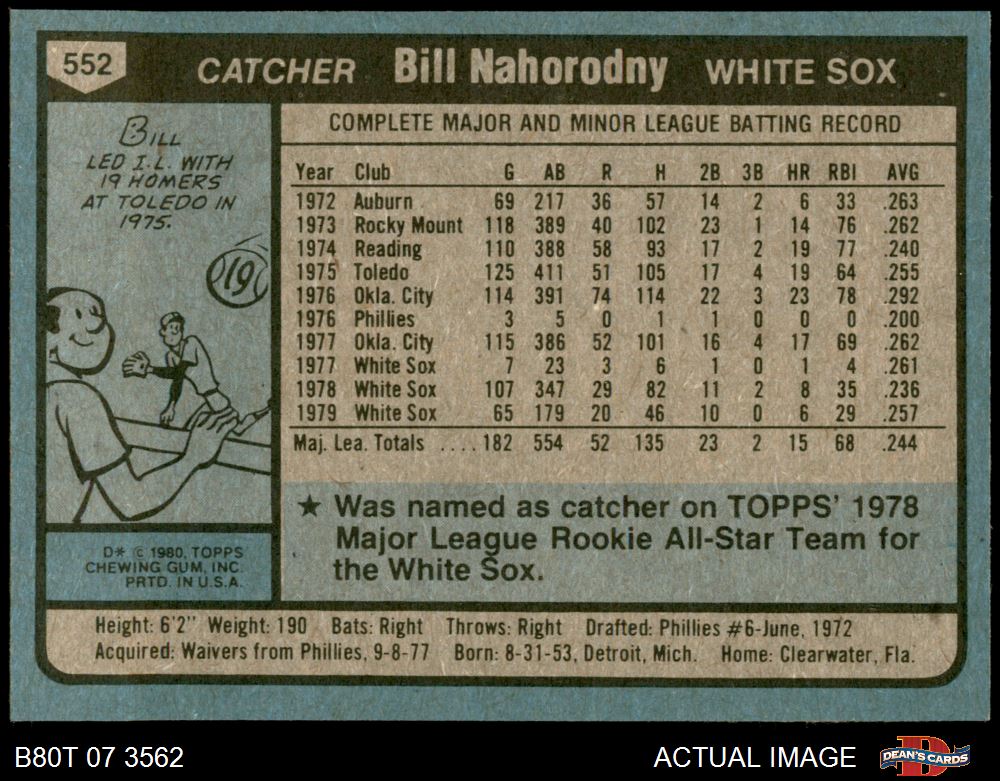 552 CATCHER Bill Nahorodny WHITE SOX
BILL
LED I.L. WITH
19 HOMERS
AT TOLEDO IN
1975.
19
D* © 1980, TOPPS
CHEWING GUM, INC.
PRTD. IN U.S.A.
COMPLETE MAJOR AND MINOR LEAGUE BATTING RECORD
Year Club G AB R H 2B 3B HR RBI AVG
1972 Auburn 69 217 36 57 14 2 6 33 .263
1973 Rocky Mount 118 389 40 102 23 1 14 76 .262
1974 Reading 110 388 58 93 17 2 19 77 .240
1975 Toledo 125 411 51 105 17 4 19 64 .255
1976 Okla. City 114 391 74 114 22 3 23 78 .292
1976 Phillies 3 5 0 1 1 0 0 0 .200
1977 Okla. City 115 386 52 101 16 4 17 69 .262
1977 White Sox 7 23 3 6 1 0 1 4 .261
1978 White Sox 107 347 29 82 11 2 8 35 .236
1979 White Sox 65 179 20 46 10 0 6 29 .257
Maj. Lea. Totals .... 182 554 52 135 23 2 15 68 .244
★ Was named as catcher on TOPPS' 1978
Major League Rookie All-Star Team for
the White Sox.
Height: 6'2" Weight: 190 Bats: Right Throws: Right Drafted: Phillies #6-June, 1972
Acquired: Waivers from Phillies, 9-8-77 Born: 8-31-53, Detroit, Mich. Home: Clearwater, Fla.
B80T 07 3562 ACTUAL IMAGE DEAN'S CARDS